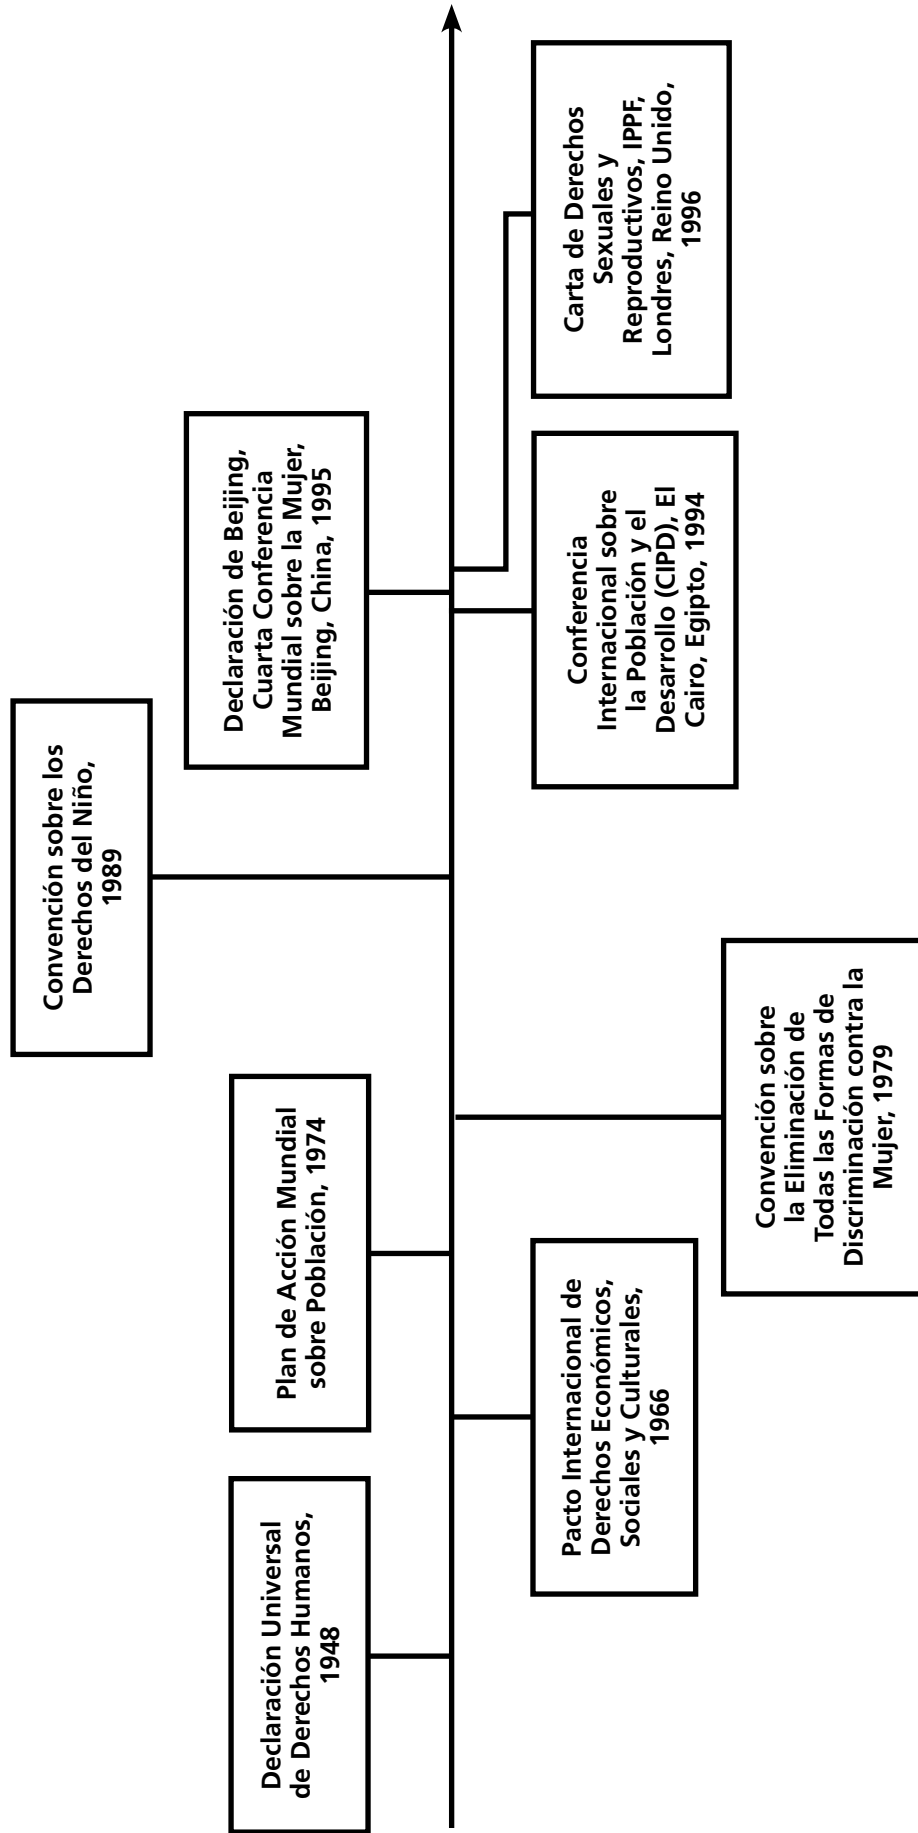 Declaración Universal
de Derechos Humanos,
1948
Pacto Internacional de
Derechos Económicos,
Sociales y Culturales,
1966
Plan de Acción Mundial
sobre Población, 1974
Convención sobre
la Eliminación de
Todas las Formas de
Discriminación contra la
Mujer, 1979
Convención sobre los
Derechos del Niño,
1989
Conferencia
Internacional sobre
la Población y el
Desarrollo (CIPD), El
Cairo, Egipto, 1994
Declaración de Beijing,
Cuarta Conferencia
Mundial sobre la Mujer,
Beijing, China, 1995
Carta de Derechos
Sexuales y
Reproductivos, IPPF,
Londres, Reino Unido,
1996